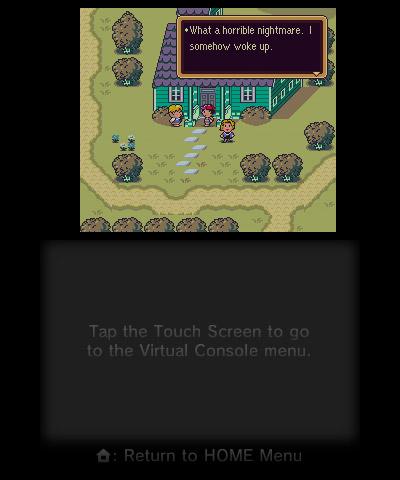 •What a horrible nightmare. I
somehow woke up.
Tap the Touch Screen to go
to the Virtual Console menu.
: Return to HOME Menu